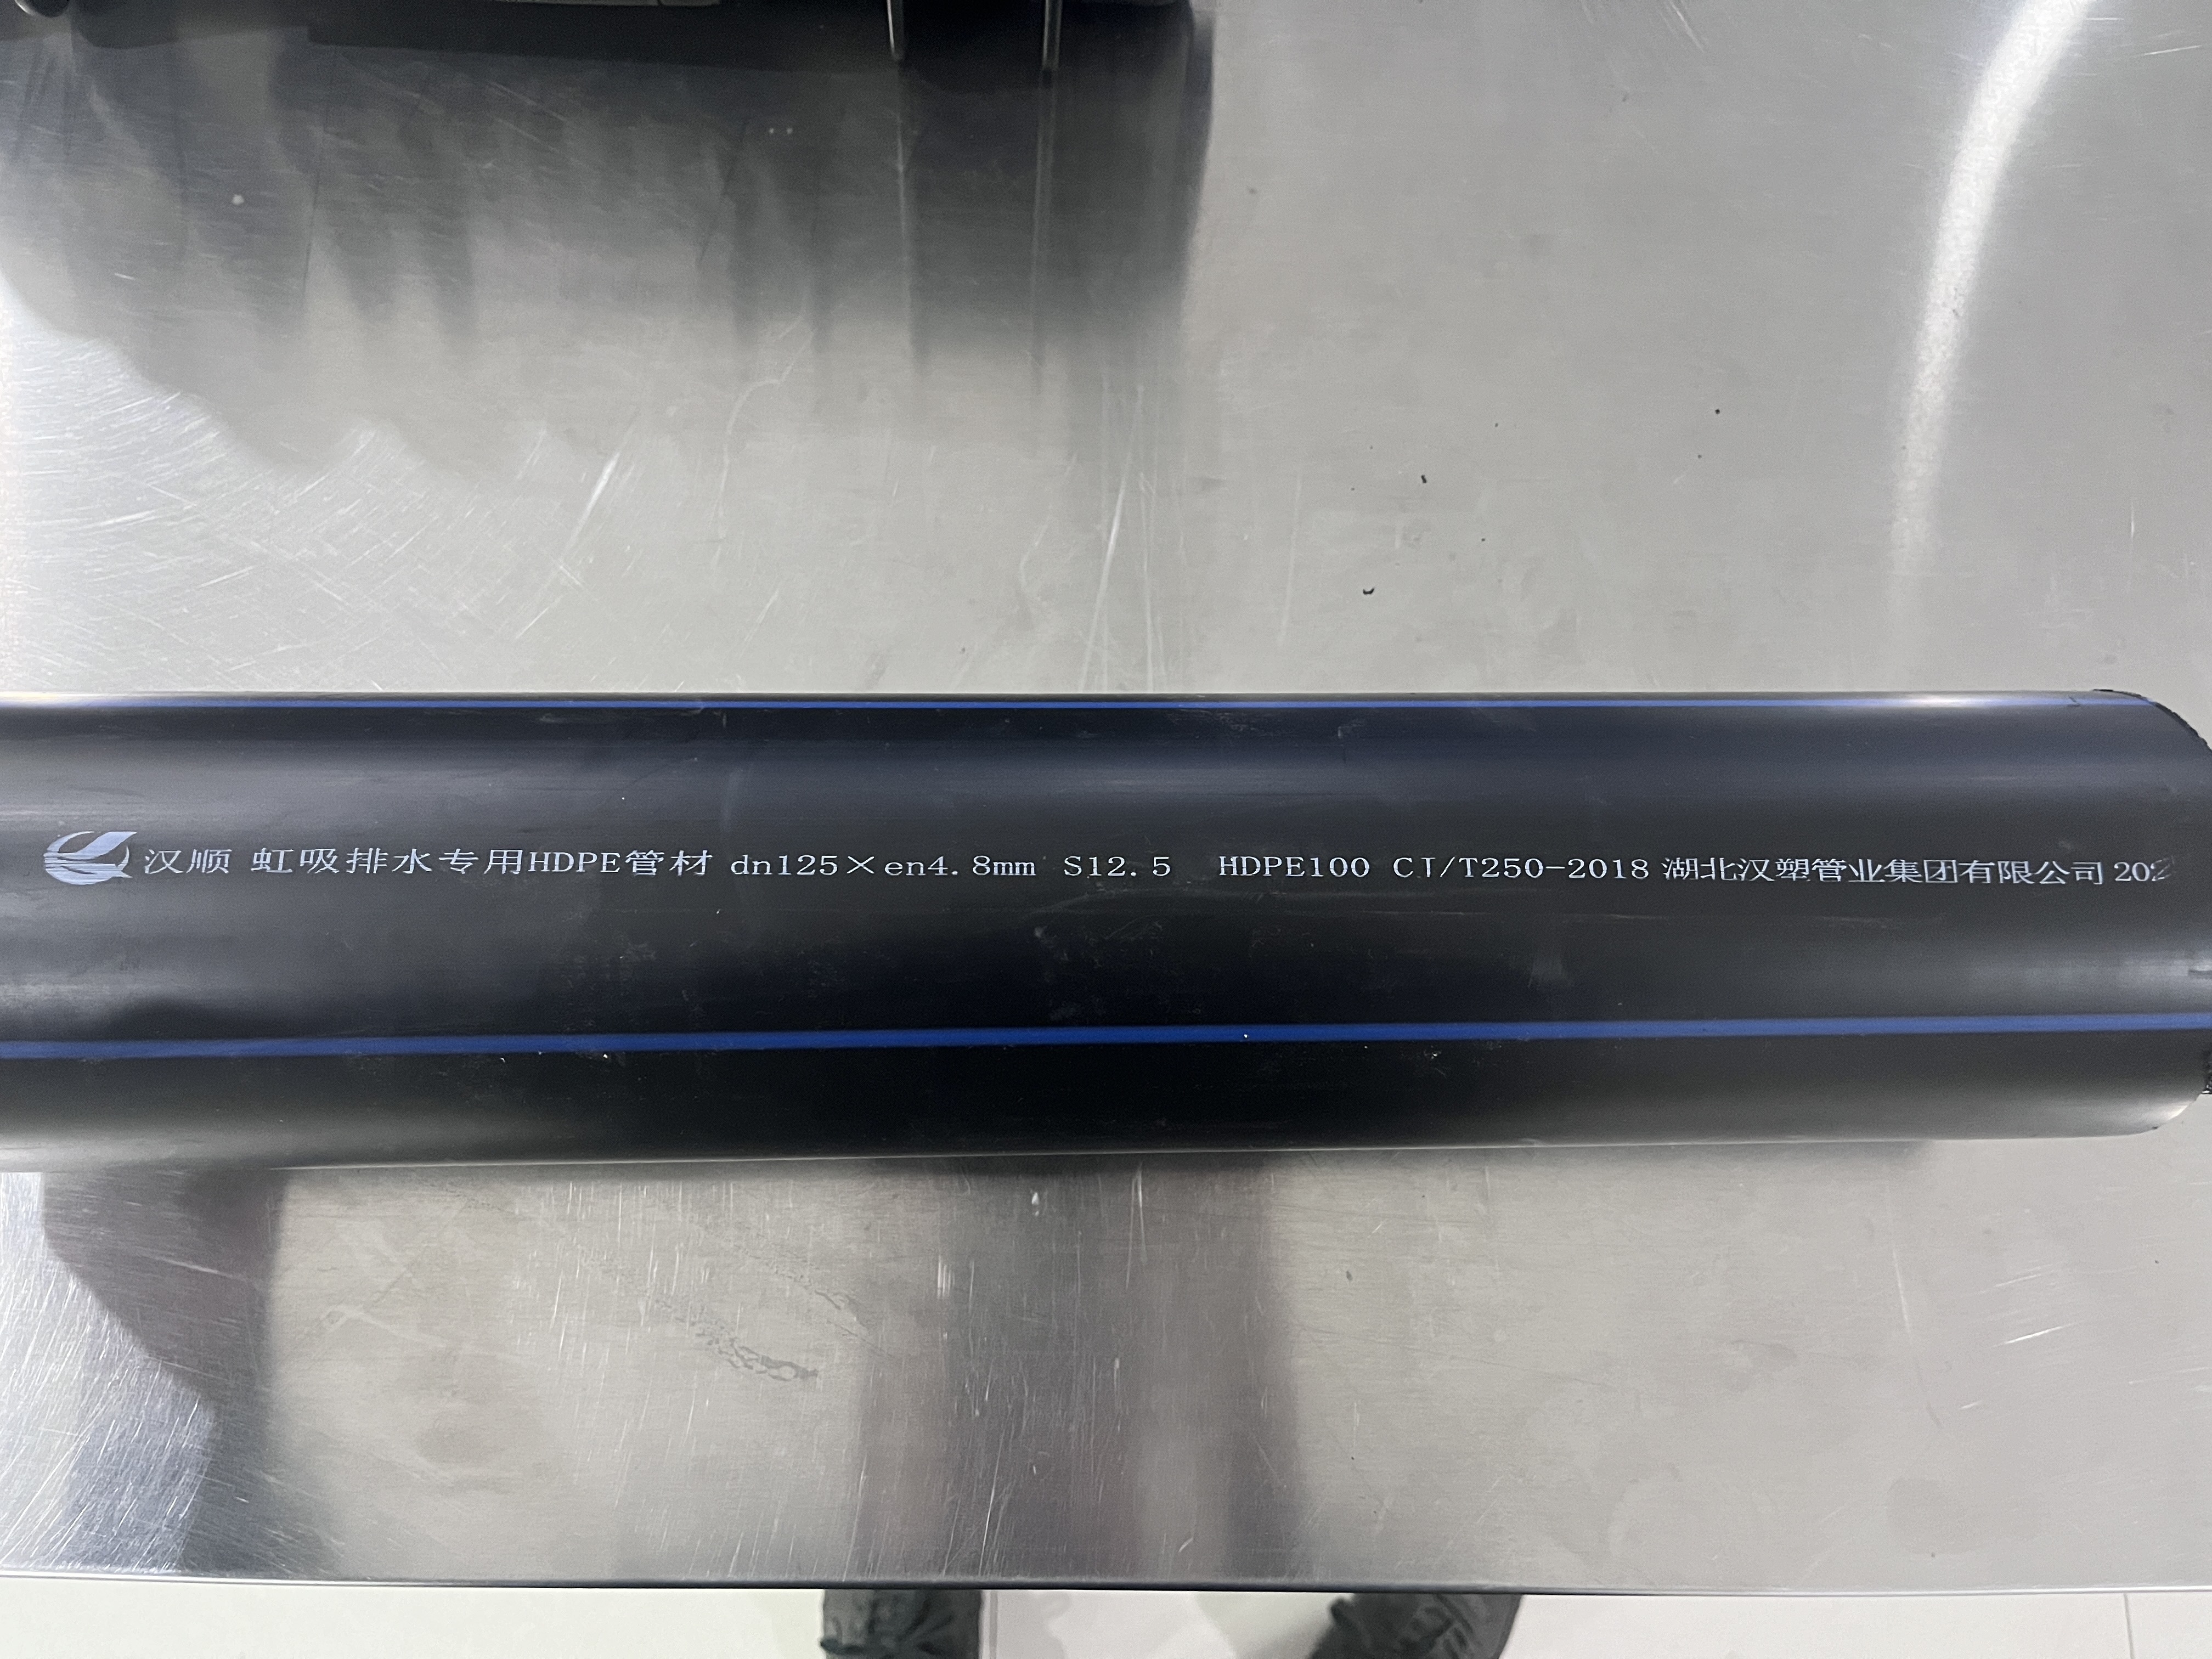 汉顺 虹吸排水专用HDPE管材 dn125×en4.8mm S12.5 HDPE100 CJ/T250-2018 湖北汉塑管业集团有限公司 202